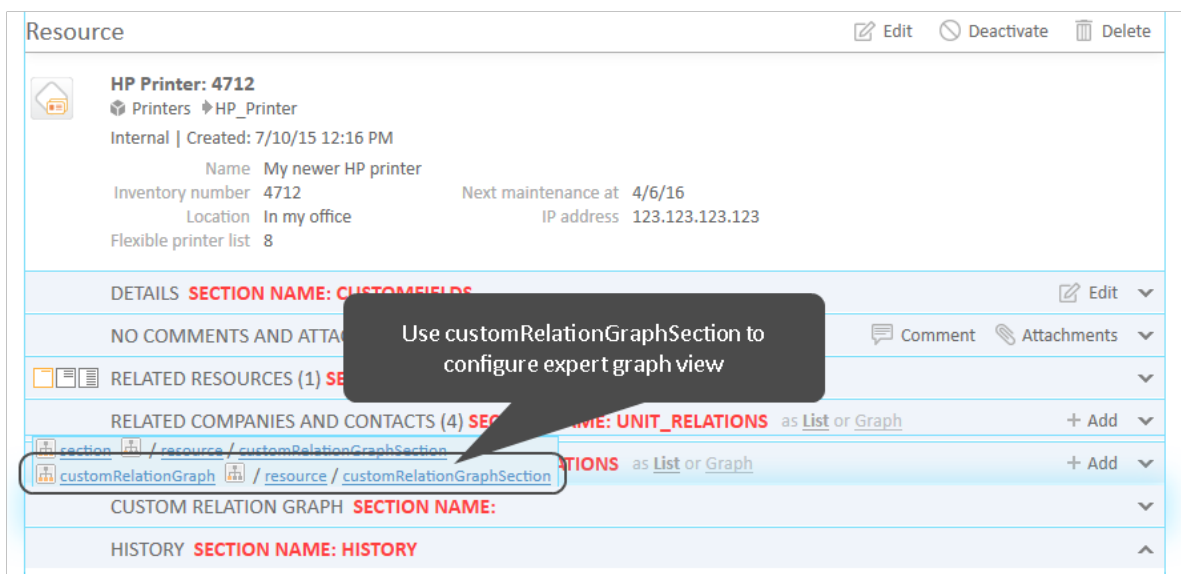 Resource Edit Deactivate Delete
HP Printer: 4712
Printers HP_Printer
Internal | Created: 7/10/15 12:16 PM
Name My newer HP printer
Inventory number 4712 Next maintenance at 4/6/16
Location In my office IP address 123.123.123.123
Flexible printer list 8
DETAILS SECTION NAME: CUSTOMFIELDS Edit
Use customRelationGraphSection to
configure expert graph view
NO COMMENTS AND Comment Attachments
RELATED RESOURCES (1)
RELATED COMPANIES AND CONTACTS (4) NAME: UNIT_RELATIONS as List or Graph + Add
section / resource / customRelationGraphSection
as List or Graph + Add
customRelationGraph / resource / customRelationGraphSection
CUSTOM RELATION GRAPH SECTION NAME:
HISTORY SECTION NAME: HISTORY